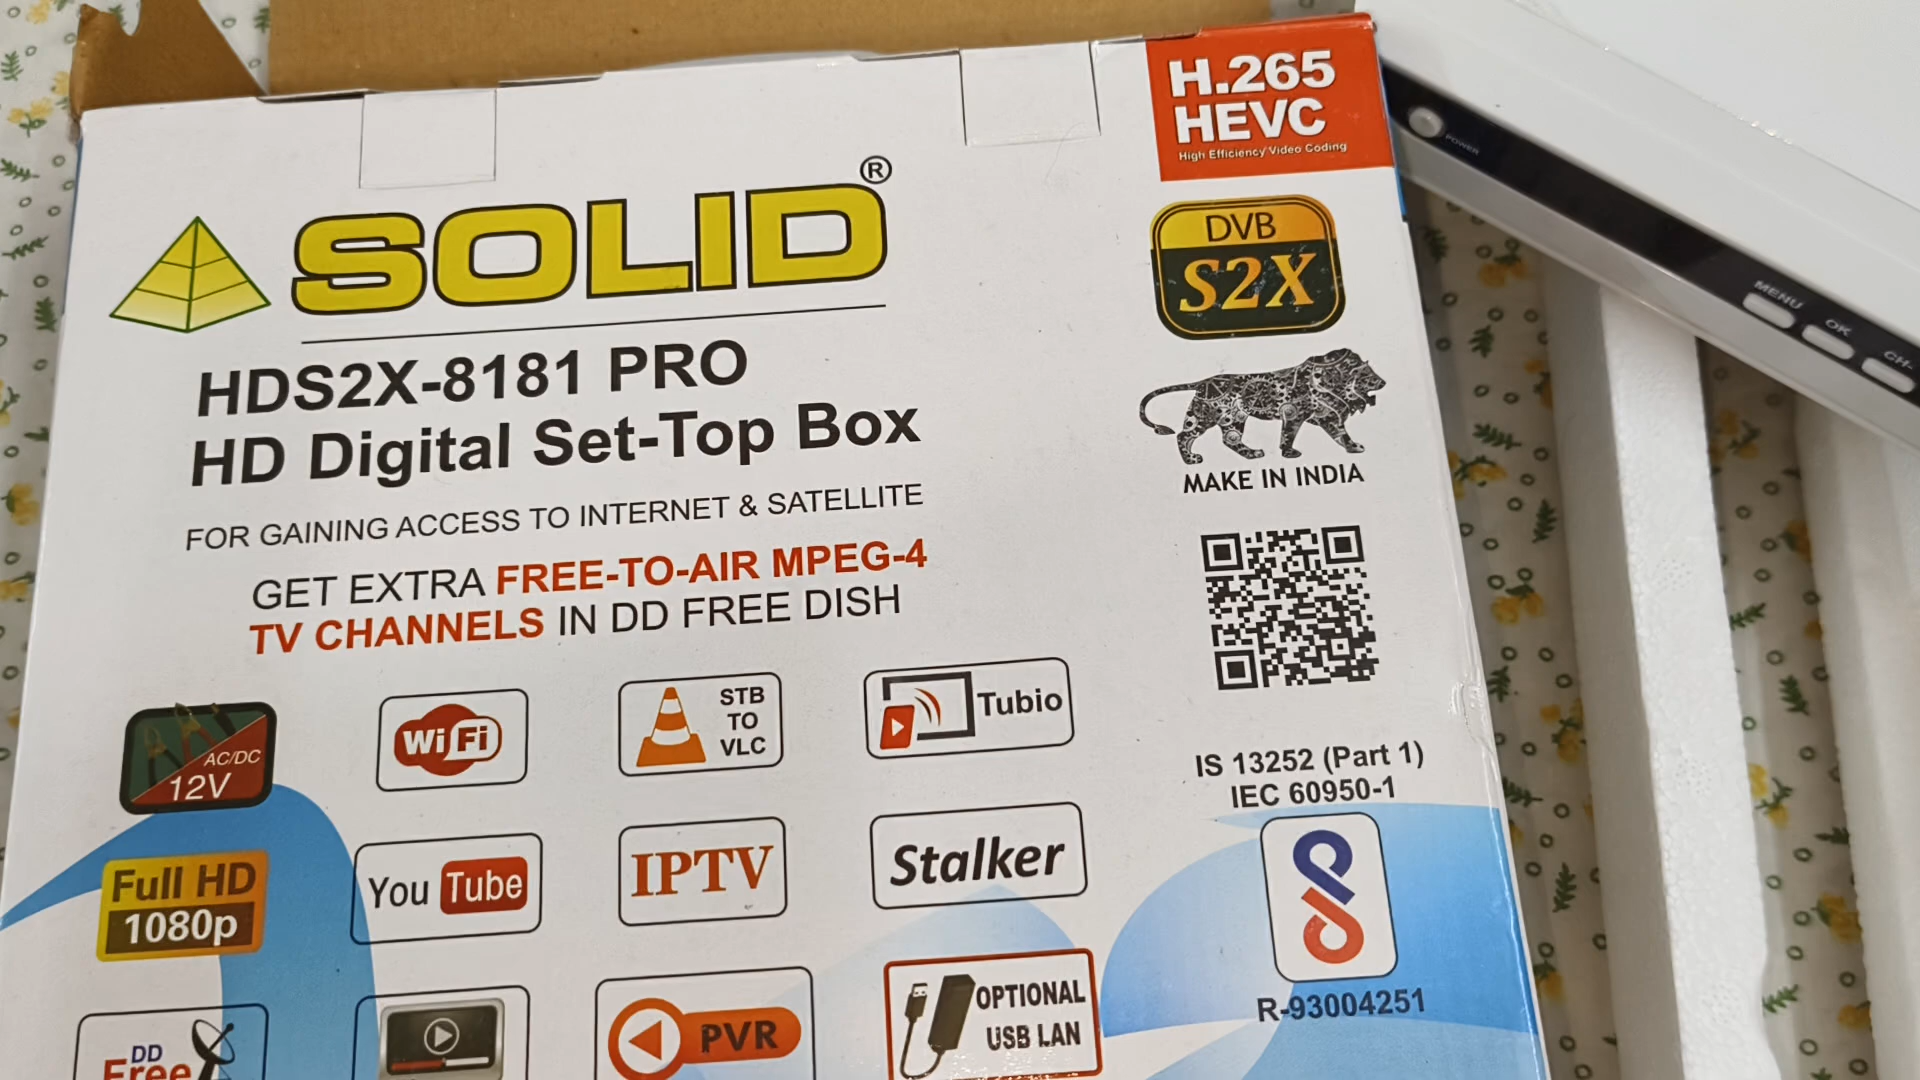 H.265
HEVC
High Efficiency Video Coding
SOLID®
DVB
S2X
HDS2X-8181 PRO
HD Digital Set-Top Box
FOR GAINING ACCESS TO INTERNET & SATELLITE
GET EXTRA FREE-TO-AIR MPEG-4
TV CHANNELS IN DD FREE DISH
MAKE IN INDIA
AC/DC
12V
WiFi
STB
TO
VLC
Tubio
IS 13252 (Part 1)
IEC 60950-1
Full HD
1080p
You Tube
IPTV
Stalker
R-93004251
DD
Free
PVR
OPTIONAL
USB LAN
POWER
MENU
OK
CH-